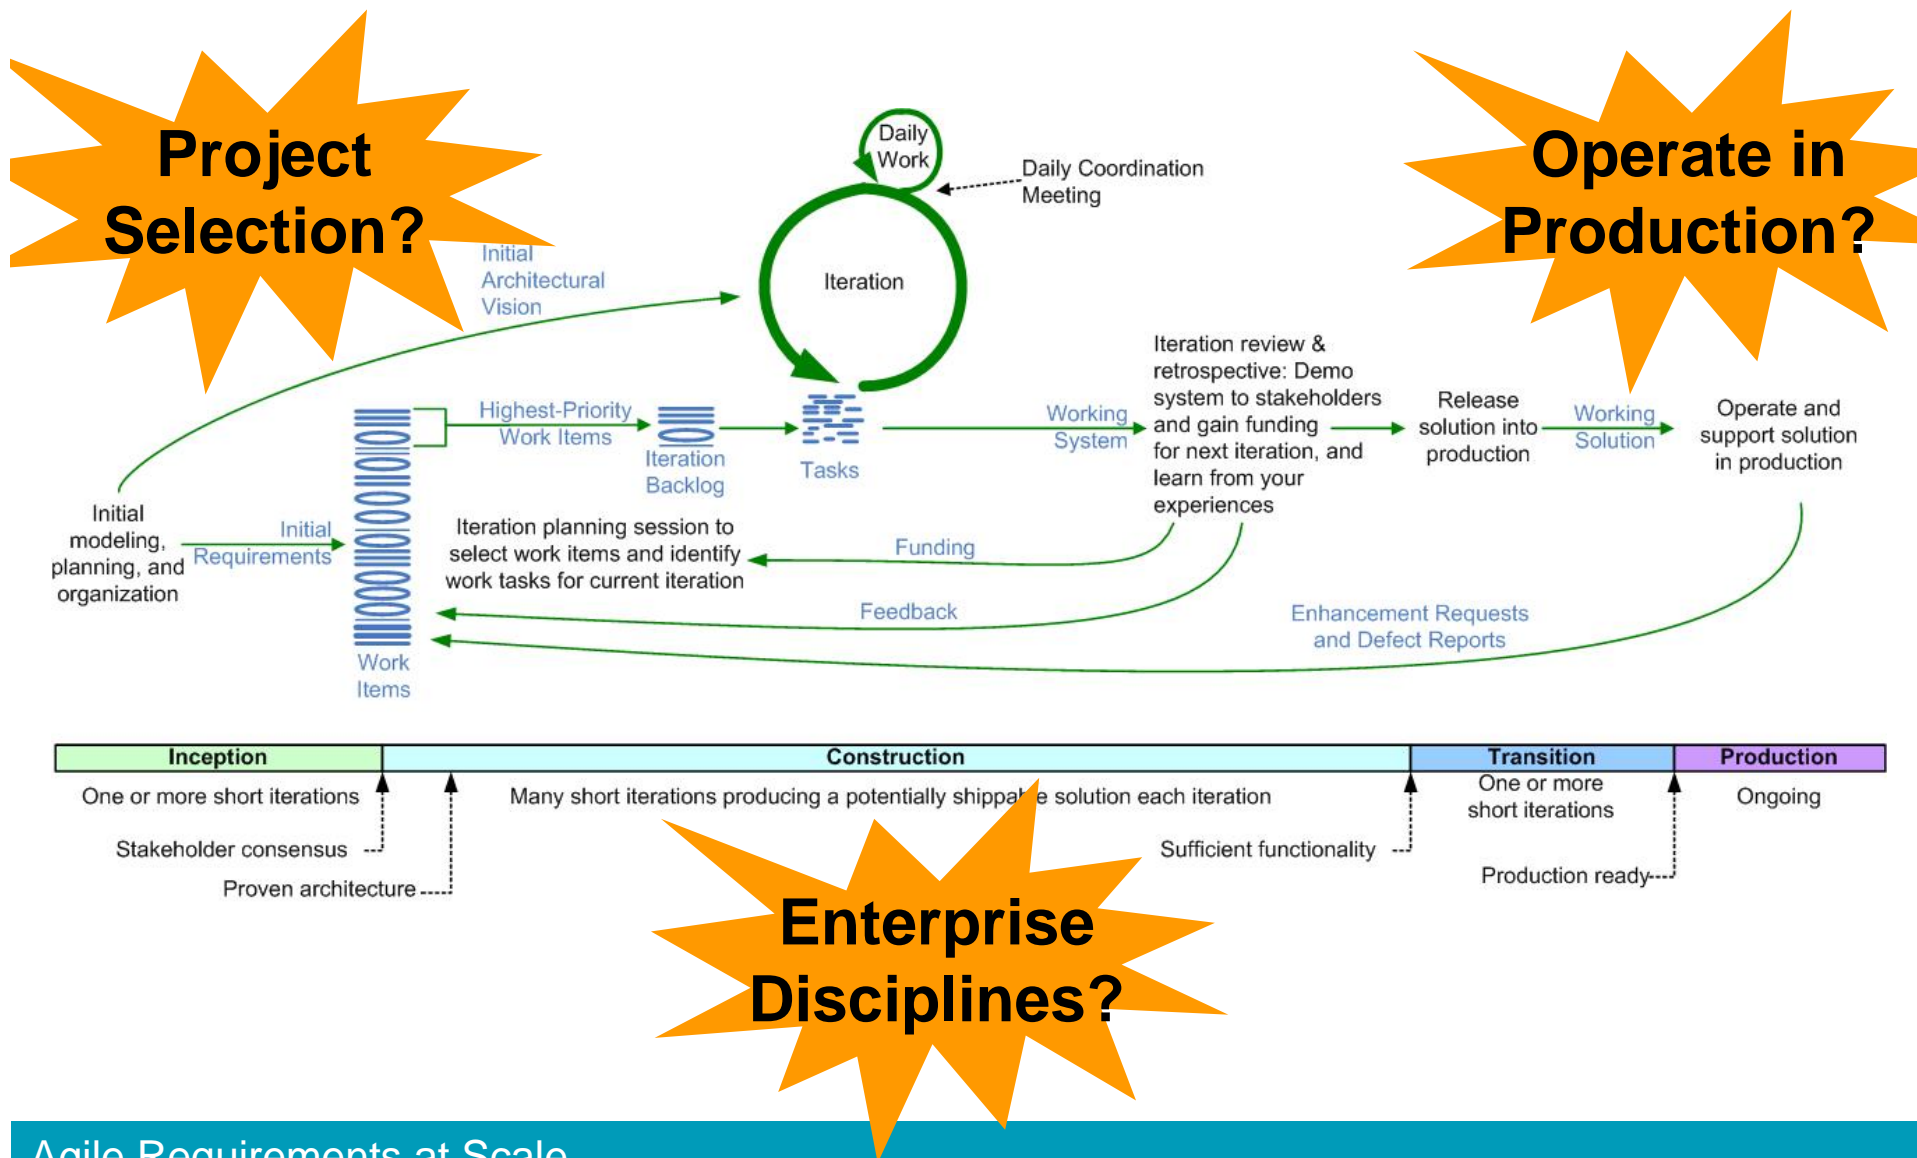 Project
Selection?
Operate in
Production?
Daily
Work
Daily Coordination
Meeting
Iteration
Initial
Architectural
Vision
Initial
modeling,
planning, and
organization
Initial
Requirements
Work
Items
Highest-Priority
Work Items
Iteration
Backlog
Tasks
Working
System
Iteration review &
retrospective: Demo
system to stakeholders
and gain funding
for next iteration, and
learn from your
experiences
Release
solution into
production
Working
Solution
Operate and
support solution
in production
Iteration planning session to
select work items and identify
work tasks for current iteration
Funding
Feedback
Enhancement Requests
and Defect Reports
Inception
Construction
Transition
Production
One or more short iterations
Many short iterations producing a potentially shippable solution each iteration
One or more
short iterations
Ongoing
Stakeholder consensus
Proven architecture
Sufficient functionality
Production ready
Enterprise
Disciplines?
Agile Requirements at Scale